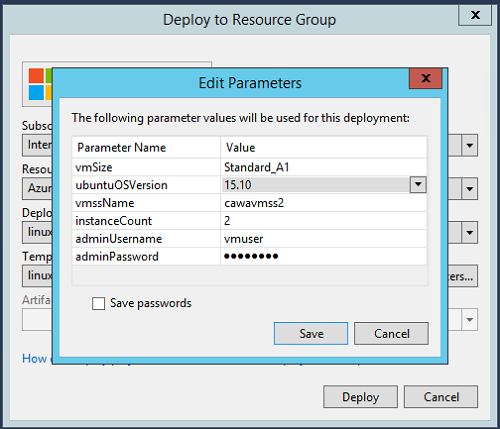 Deploy to Resource Group
Edit Parameters
The following parameter values will be used for this deployment:
Parameter Name Value
vmSize Standard_A1
ubuntuOSVersion 15.10
vmssName cawavmss2
instanceCount 2
adminUsername vmuser
adminPassword ●●●●●●●●
Save passwords
Save Cancel
Subsc
Inter
Resou
Azur
Deplo
linux
Temp
linux ers...
Artifac
How
Deploy Cancel